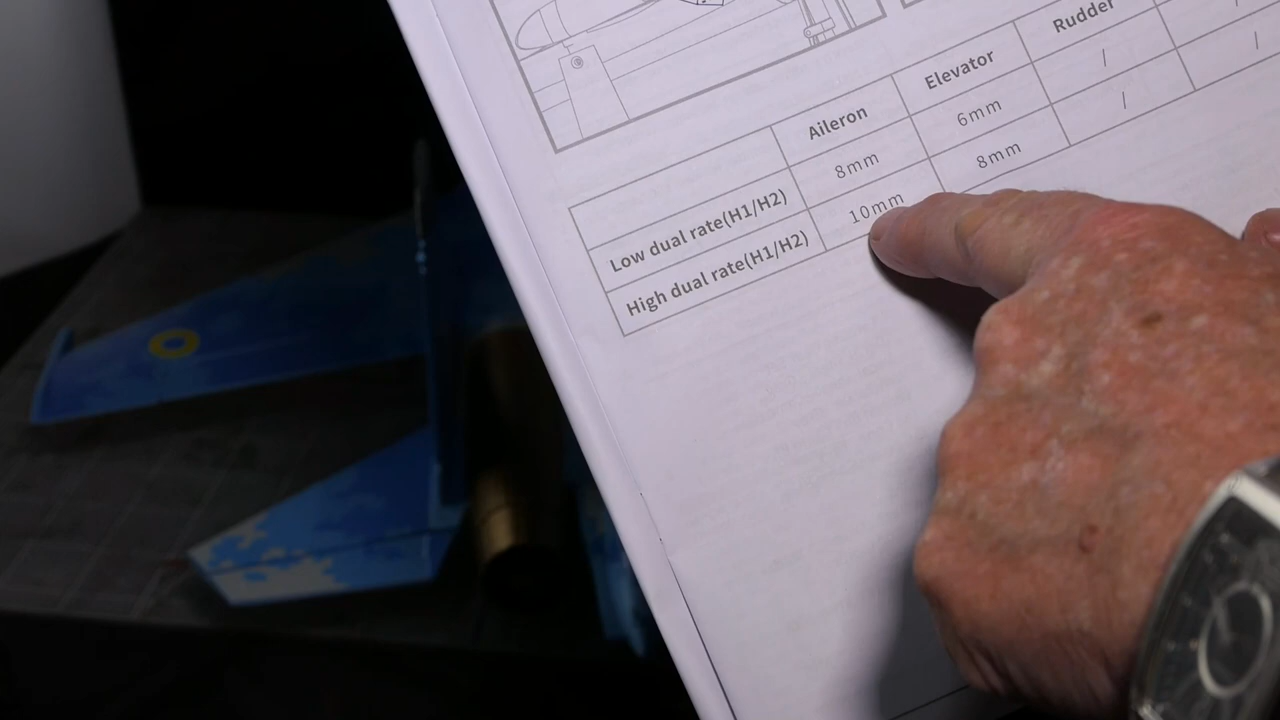 Aileron Elevator Rudder
Low dual rate(H1/H2) 8mm 6mm / /
High dual rate(H1/H2) 10mm 8mm / /